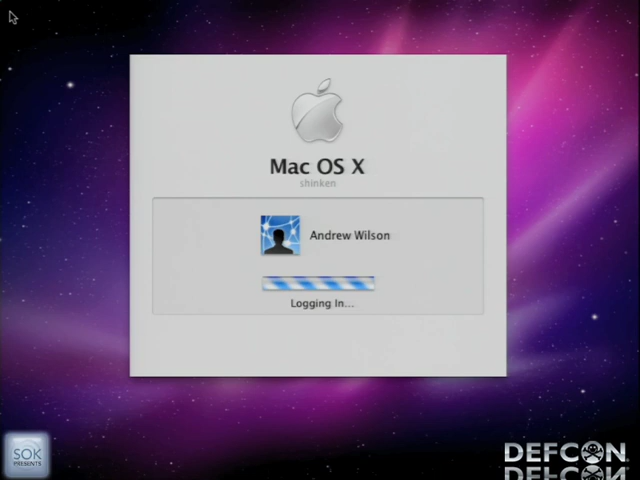 Mac OS X
shinken
Andrew Wilson
Logging In...
SOK
PRESENTS
DEFCON